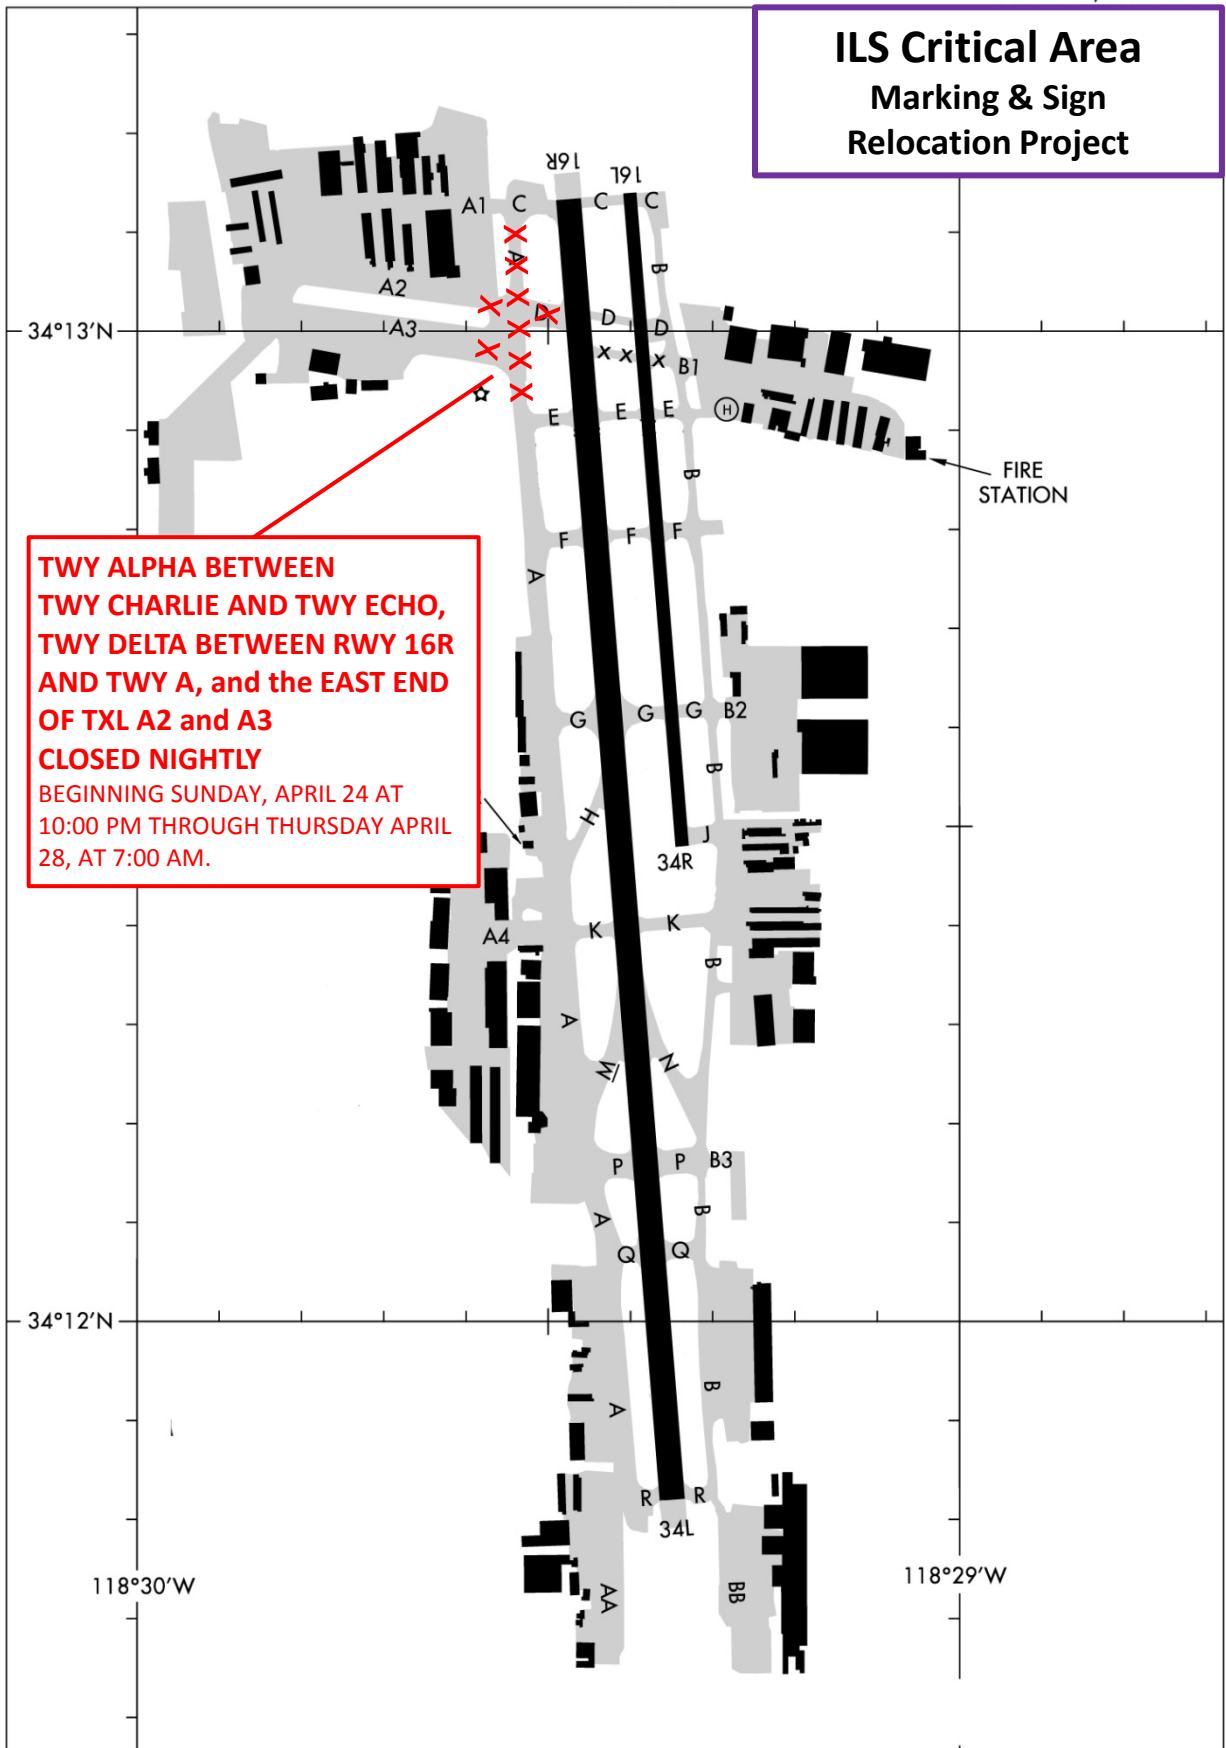 ILS Critical Area
Marking & Sign
Relocation Project
16R
16L
A1
C
C
C
A
B
A2
D
D
D
34°13'N
A3
X X X
B1
E
E
E
H
B
FIRE
STATION
F
F
F
A
TWY ALPHA BETWEEN
TWY CHARLIE AND TWY ECHO,
TWY DELTA BETWEEN RWY 16R
AND TWY A, and the EAST END
OF TXL A2 and A3
CLOSED NIGHTLY
BEGINNING SUNDAY, APRIL 24 AT
10:00 PM THROUGH THURSDAY APRIL
28, AT 7:00 AM.
G
G
G
B2
B
H
J
34R
K
K
A4
B
A
M
N
P
P
B3
A
B
Q
Q
34°12'N
B
A
R
R
34L
118°30'W
118°29'W
AA
BB